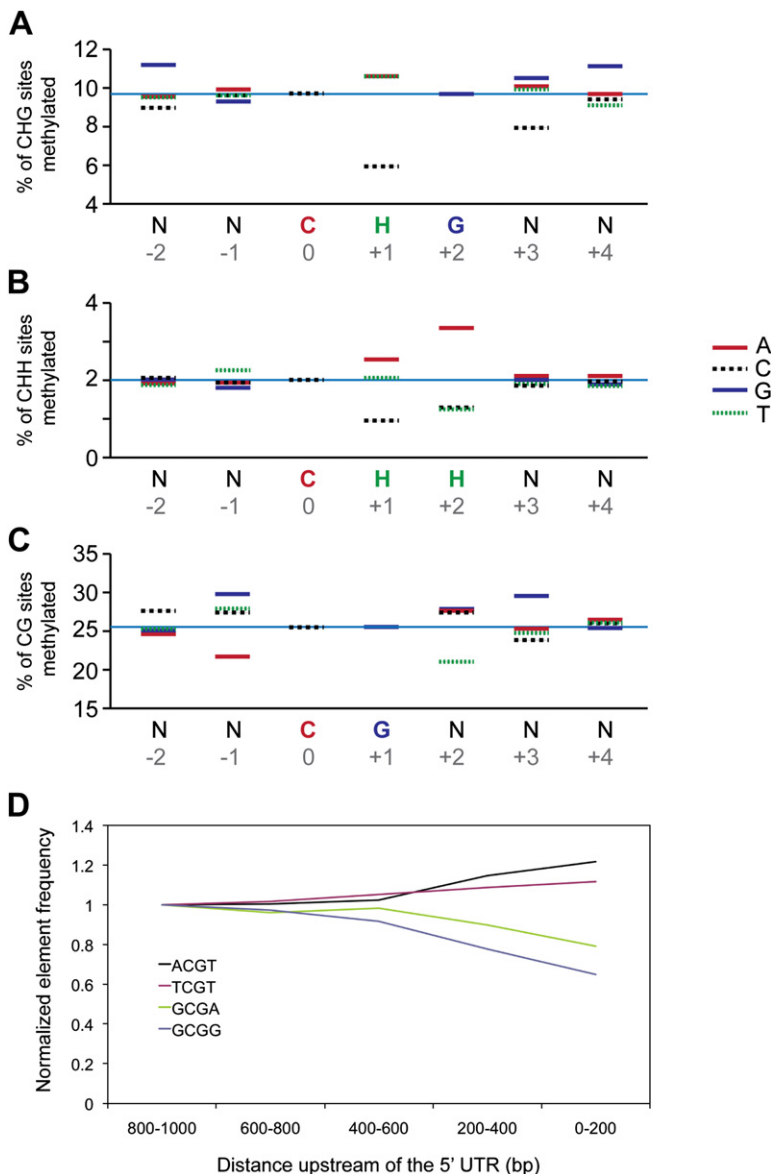 A
% of CHG sites
methylated
12
10
8
6
4
N N C H G N N
-2 -1 0 +1 +2 +3 +4
B
% of CHH sites
methylated
4
2
0
N N C H H N N
-2 -1 0 +1 +2 +3 +4
A
C
G
T
C
% of CG sites
methylated
35
30
25
20
15
N N C G N N N
-2 -1 0 +1 +2 +3 +4
D
Normalized element frequency
1.4
1.2
1
0.8
0.6
0.4
0.2
0
ACGT
TCGT
GCGA
GCGG
800-1000 600-800 400-600 200-400 0-200
Distance upstream of the 5' UTR (bp)